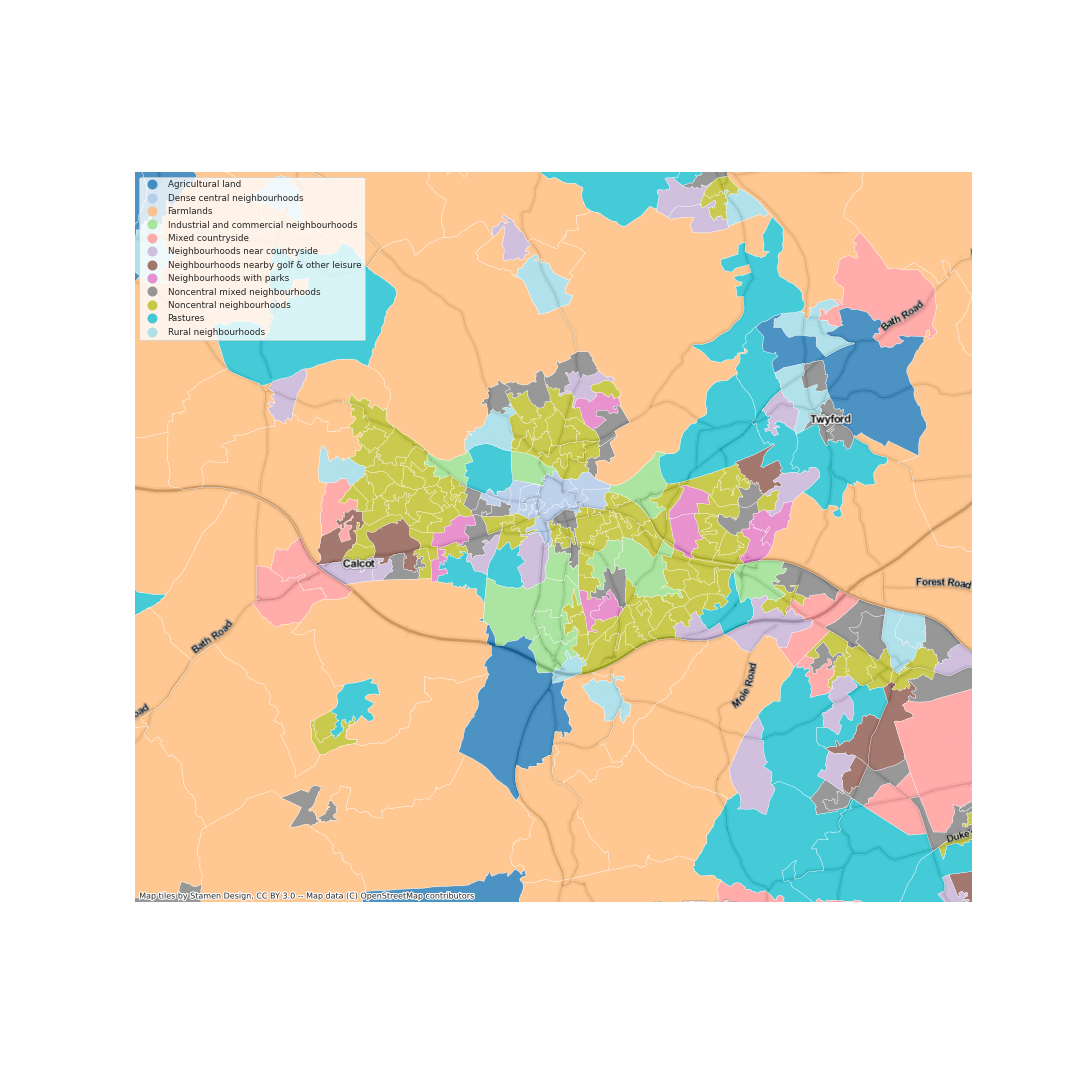 Agricultural land
Dense central neighbourhoods
Farmlands
Industrial and commercial neighbourhoods
Mixed countryside
Neighbourhoods near countryside
Neighbourhoods nearby golf & other leisure
Neighbourhoods with parks
Noncentral mixed neighbourhoods
Noncentral neighbourhoods
Pastures
Rural neighbourhoods
Bath Road
Twyford
Calcot
Forest Road
Bath Road
Mole Road
oad
Duke's
Map tiles by Stamen Design, CC BY 3.0 -- Map data (C) OpenStreetMap contributors